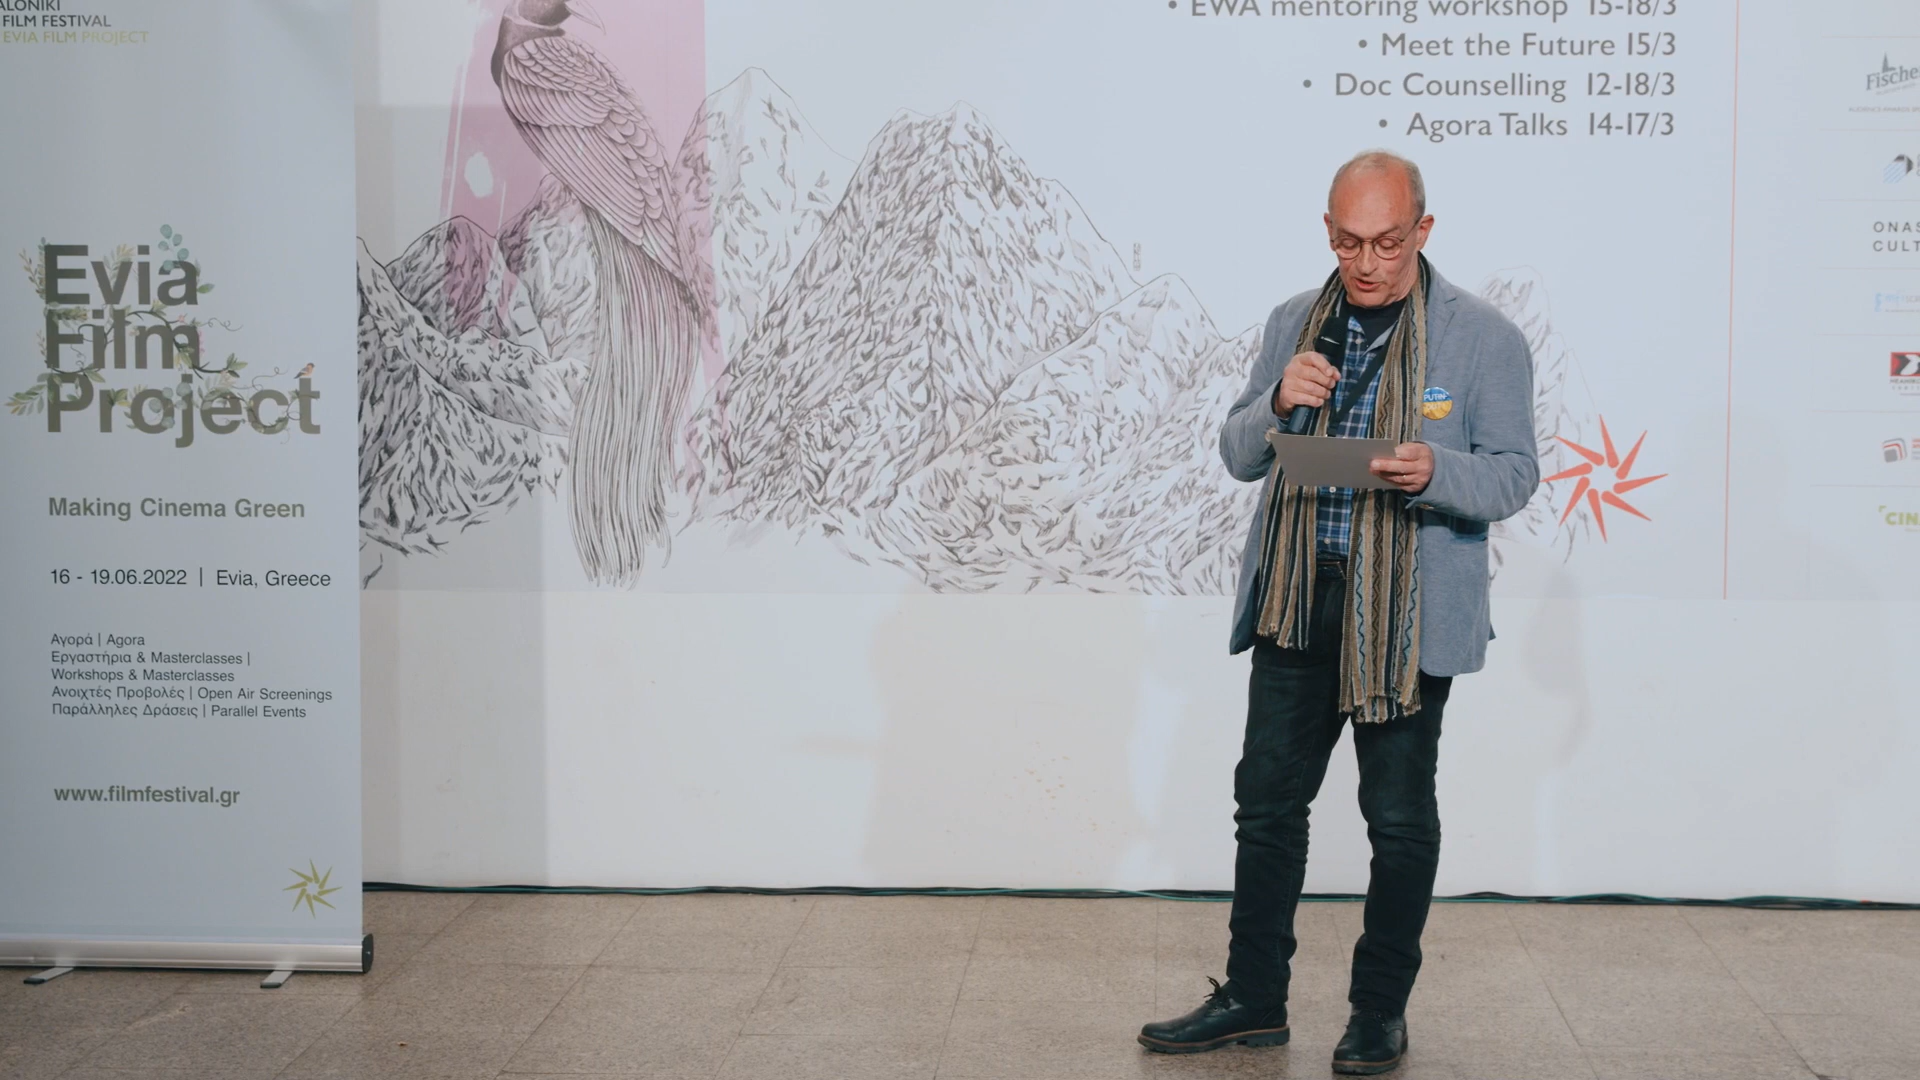 ALONIKI
FILM FESTIVAL
EVIA FILM PROJECT
Evia
Film
Project
Making Cinema Green
16 - 19.06.2022 | Evia, Greece
Αγορά | Agora
Εργαστήρια & Masterclasses |
Workshops & Masterclasses
Ανοιχτές Προβολές | Open Air Screenings
Παράλληλες Δράσεις | Parallel Events
www.filmfestival.gr
• EWA mentoring workshop 15-18/3
• Meet the Future 15/3
• Doc Counselling 12-18/3
• Agora Talks 14-17/3
PUTIN
Fische
ONAS
CULT
CIN